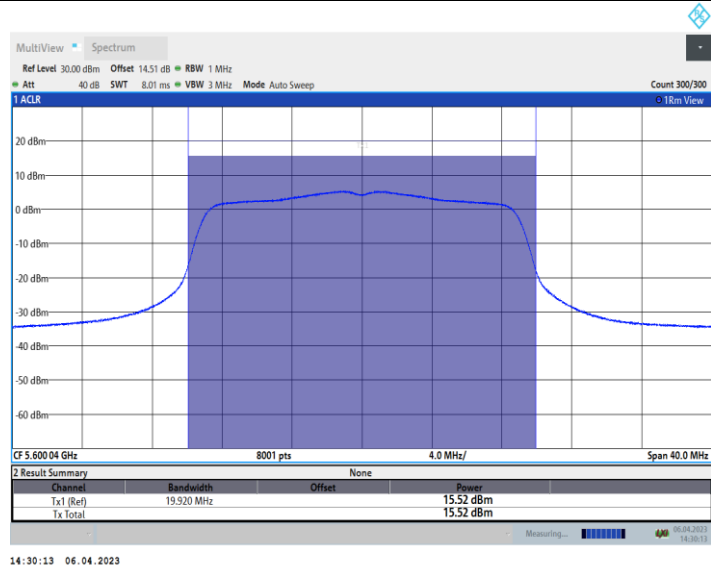 MultiView Spectrum
Ref Level 30.00 dBm Offset 14.51 dB RBW 1 MHz
Att 40 dB SWT 8.01 ms VBW 3 MHz Mode Auto Sweep Count 300/300
1 ACLR 1Rm View
20 dBm
10 dBm
0 dBm
-10 dBm
-20 dBm
-30 dBm
-40 dBm
-50 dBm
-60 dBm
CF 5.600 04 GHz 8001 pts 4.0 MHz/ Span 40.0 MHz
2 Result Summary None
Channel Bandwidth Offset Power
Tx1 (Ref) 19.920 MHz 15.52 dBm
Tx Total 15.52 dBm
Measuring... 06.04.2023
14:30:13
14:30:13 06.04.2023